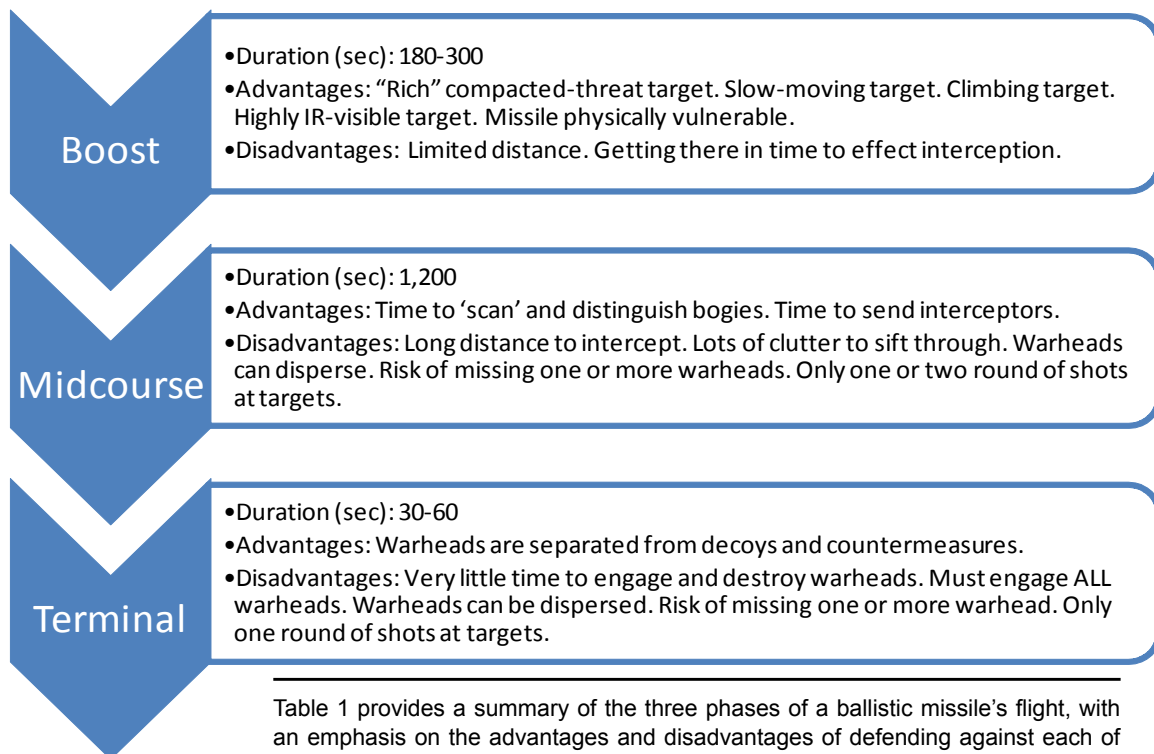 Boost
•Duration (sec): 180-300
•Advantages: “Rich” compacted-threat target. Slow-moving target. Climbing target.
Highly IR-visible target. Missile physically vulnerable.
•Disadvantages: Limited distance. Getting there in time to effect interception.
Midcourse
•Duration (sec): 1,200
•Advantages: Time to ‘scan’ and distinguish bogies. Time to send interceptors.
•Disadvantages: Long distance to intercept. Lots of clutter to sift through. Warheads
can disperse. Risk of missing one or more warheads. Only one or two round of shots
at targets.
Terminal
•Duration (sec): 30-60
•Advantages: Warheads are separated from decoys and countermeasures.
•Disadvantages: Very little time to engage and destroy warheads. Must engage ALL
warheads. Warheads can be dispersed. Risk of missing one or more warhead. Only
one round of shots at targets.
Table 1 provides a summary of the three phases of a ballistic missile’s flight, with
an emphasis on the advantages and disadvantages of defending against each of